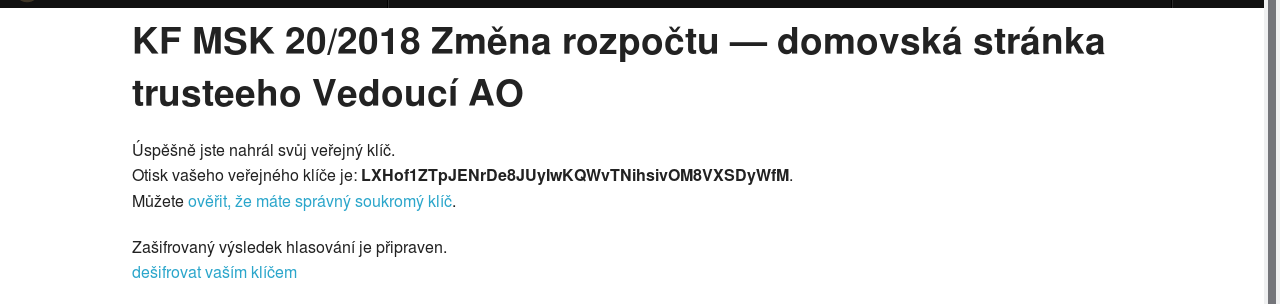 KF MSK 20/2018 Změna rozpočtu — domovská stránka
trusteeho Vedoucí AO
Úspěšně jste nahrál svůj veřejný klíč.
Otisk vašeho veřejného klíče je: LXHof1ZTpJENrDe8JUyIwKQWvTNihsivOM8VXSDyWfM.
Můžete ověřit, že máte správný soukromý klíč.
Zašifrovaný výsledek hlasování je připraven.
dešifrovat vaším klíčem